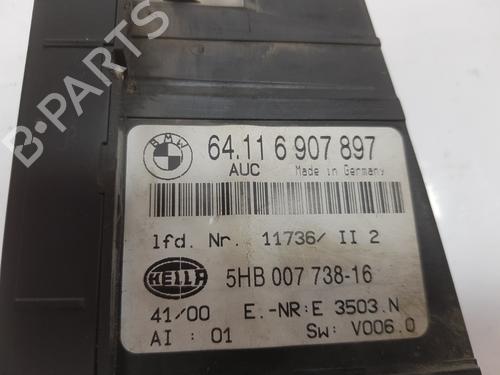 B-PARTS
BMW
64.11 6 907 897
AUC Made in Germany
lfd. Nr. 11736/ II 2
HELLA 5HB 007 738-16
41/00 E.-NR:E 3503.N
AI : 01 SW: V006.0